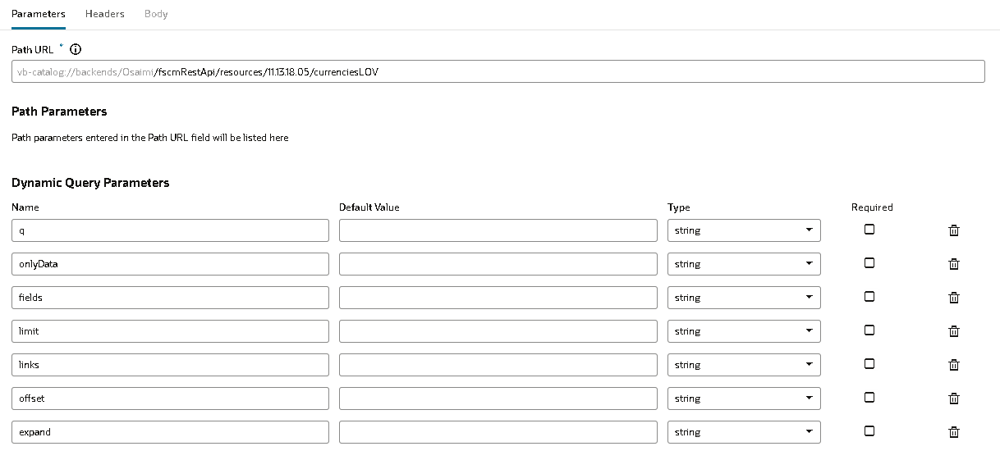 Parameters Headers Body
Path URL *
vb-catalog://backends/Osaimi/fscmRestApi/resources/11.13.18.05/currenciesLOV
Path Parameters
Path parameters entered in the Path URL field will be listed here
Dynamic Query Parameters
Name Default Value Type Required
q string
onlyData string
fields string
limit string
links string
offset string
expand string